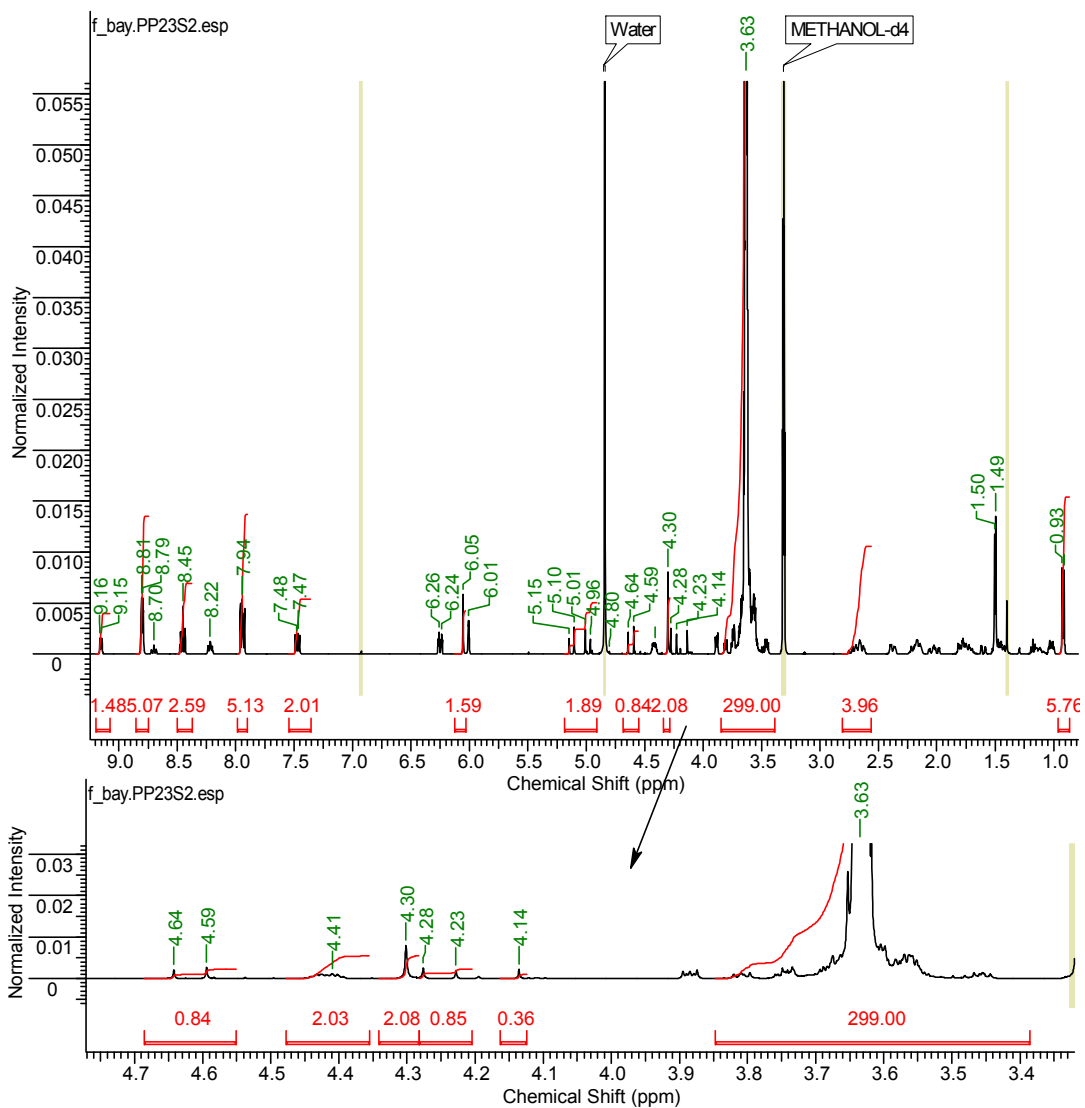 f_bay.PP23S2.esp
Water
3.63
METHANOL-d4
Normalized Intensity
0.055
0.050
0.045
0.040
0.035
0.030
0.025
0.020
0.015
0.010
0.005
0
9.16 9.15 8.81 8.79 8.70 8.45 8.22 7.94 7.48 7.47 6.26 6.24 6.05 6.01 5.15 5.10 5.01 4.96 4.80 4.64 4.59 4.30 4.28 4.23 4.14 1.50 1.49 0.93
1.48 5.07 2.59 5.13 2.01 1.59 1.89 0.84 2.08 299.00 3.96 5.76
9.0 8.5 8.0 7.5 7.0 6.5 6.0 5.5 5.0 4.5 4.0 3.5 3.0 2.5 2.0 1.5 1.0
Chemical Shift (ppm)
f_bay.PP23S2.esp
3.63
Normalized Intensity
0.03
0.02
0.01
0
4.64 4.59 4.41 4.30 4.28 4.23 4.14
0.84 2.03 2.08 0.85 0.36 299.00
4.7 4.6 4.5 4.4 4.3 4.2 4.1 4.0 3.9 3.8 3.7 3.6 3.5 3.4
Chemical Shift (ppm)